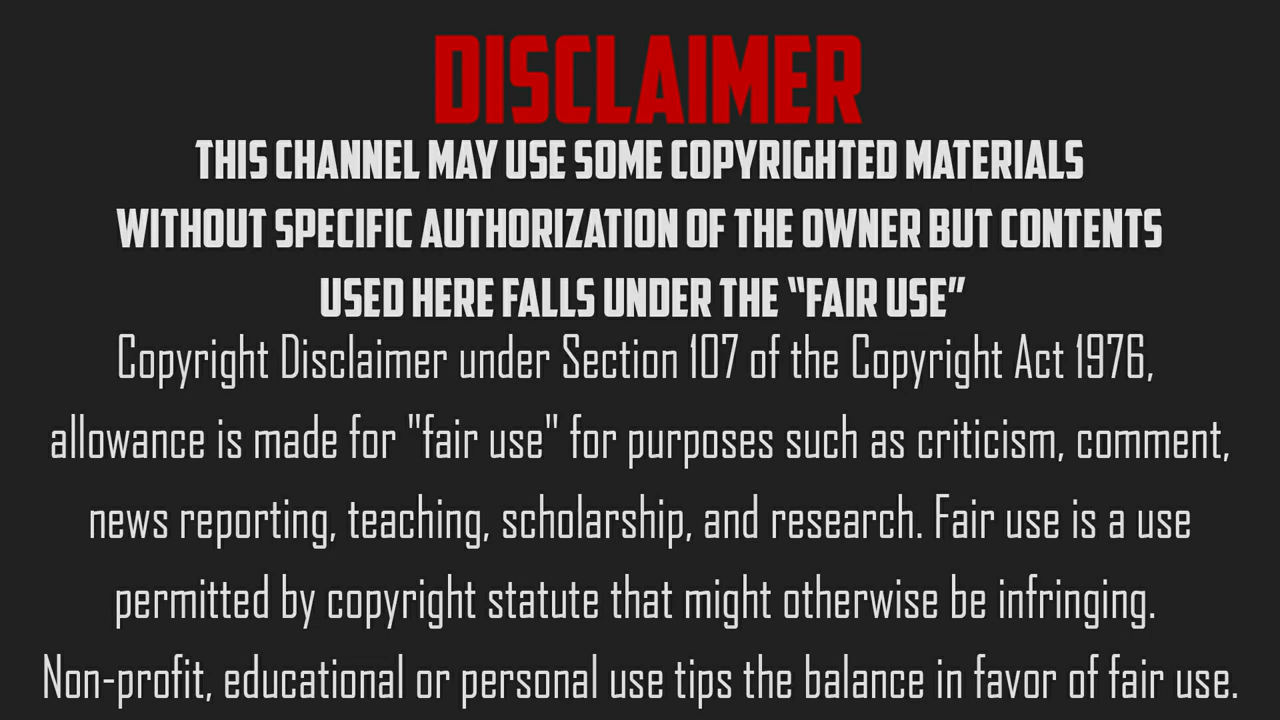 DISCLAIMER
THIS CHANNEL MAY USE SOME COPYRIGHTED MATERIALS
WITHOUT SPECIFIC AUTHORIZATION OF THE OWNER BUT CONTENTS
USED HERE FALLS UNDER THE “FAIR USE”
Copyright Disclaimer under Section 107 of the Copyright Act 1976,
allowance is made for "fair use" for purposes such as criticism, comment,
news reporting, teaching, scholarship, and research. Fair use is a use
permitted by copyright statute that might otherwise be infringing.
Non-profit, educational or personal use tips the balance in favor of fair use.